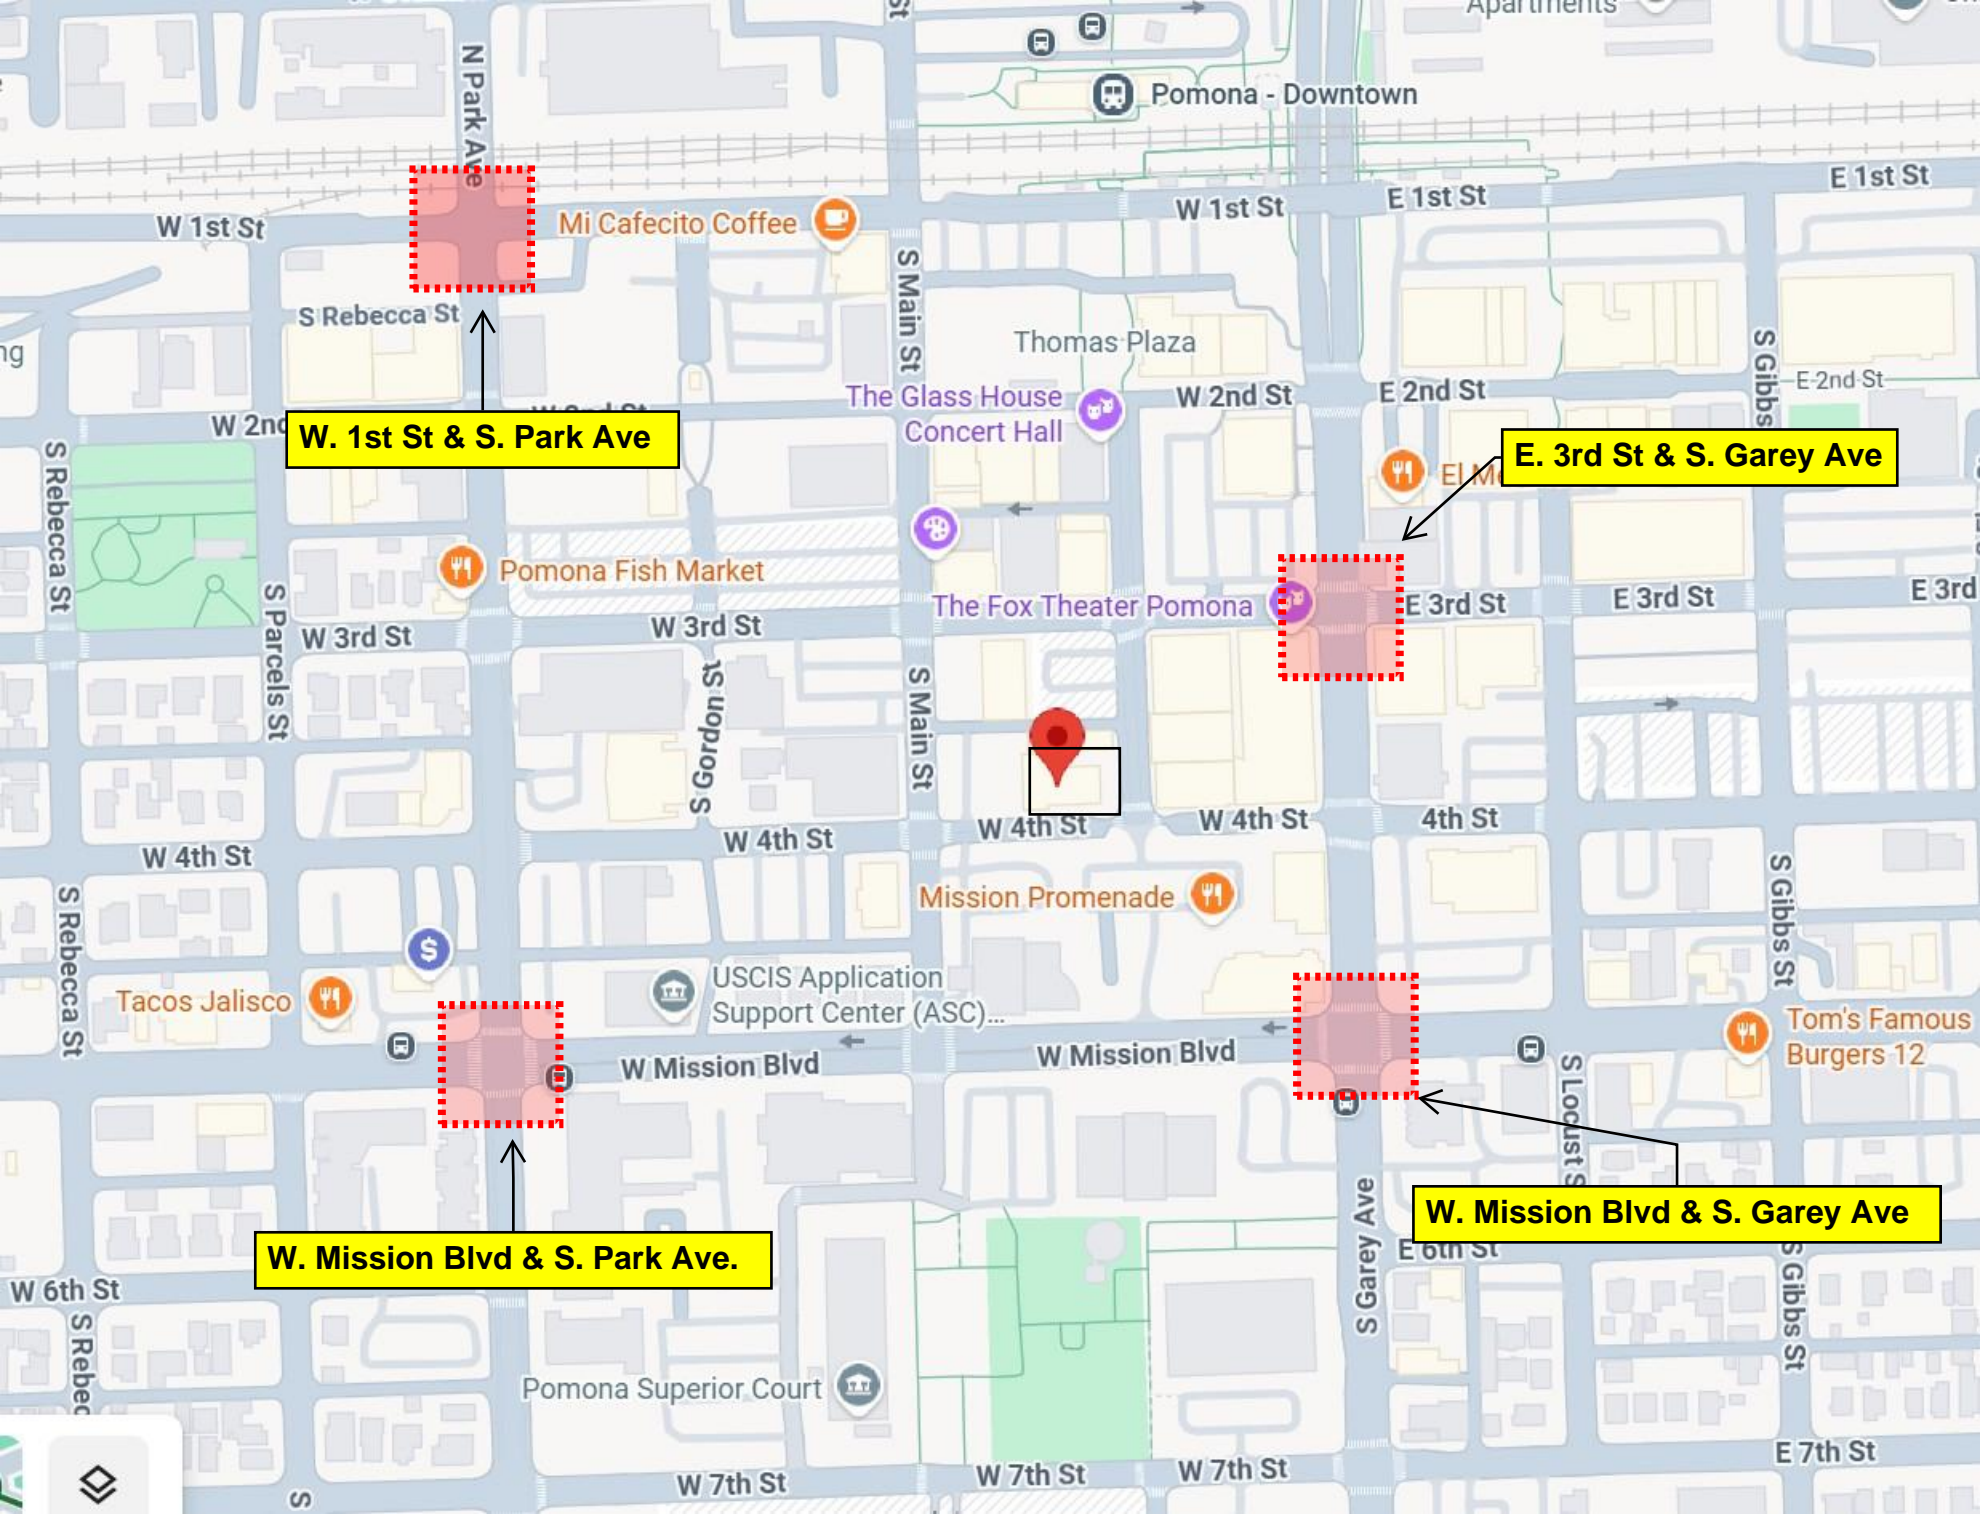 Apartments
N Park Ave
Pomona - Downtown
E 1st St
E 1st St
W 1st St
W 1st St
Mi Cafecito Coffee
S Main St
S Rebecca St
Thomas Plaza
S Gibbs
The Glass House
Concert Hall
W 2nd St
E 2nd St
E 2nd St
W. 1st St & S. Park Ave
E. 3rd St & S. Garey Ave
S Rebecca St
Pomona Fish Market
The Fox Theater Pomona
E 3rd St
E 3rd St
E 3rd
W 3rd St
W 3rd St
S Parcels St
S Gordon St
S Main St
W 4th St
W 4th St
W 4th St
W 4th St
4th St
S Rebecca St
Mission Promenade
S Gibbs St
$
Tacos Jalisco
USCIS Application
Support Center (ASC)...
W Mission Blvd
W Mission Blvd
Tom's Famous
Burgers 12
S Locust S
W. Mission Blvd & S. Garey Ave
S Garey Ave
E 6th St
W. Mission Blvd & S. Park Ave.
W 6th St
S Gibbs St
S Rebec
Pomona Superior Court
W 7th St
W 7th St
W 7th St
E 7th St
S